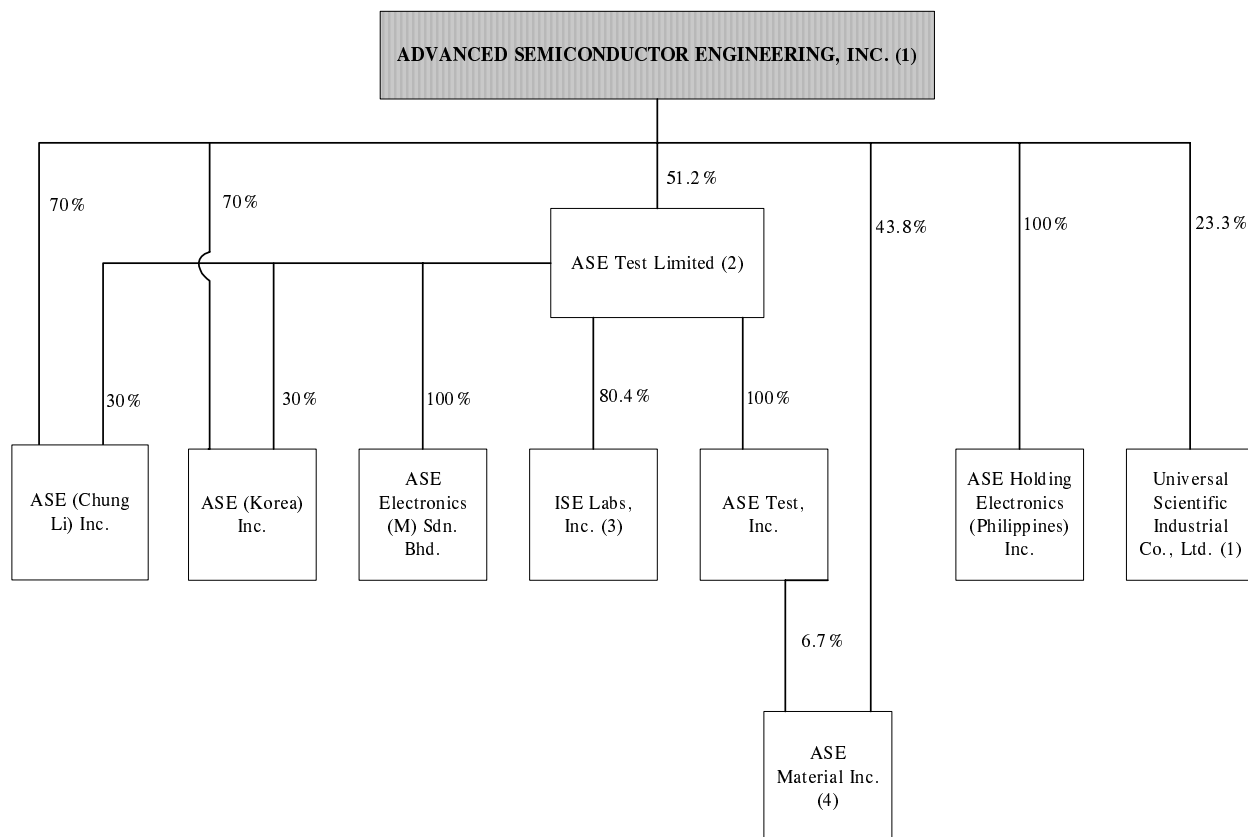 ADVANCED SEMICONDUCTOR ENGINEERING, INC. (1)
51.2%
70%
70%
43.8%
100%
23.3%
ASE Test Limited (2)
30%
30%
100%
80.4%
100%
ASE (Chung
Li) Inc.
ASE (Korea)
Inc.
ASE
Electronics
(M) Sdn.
Bhd.
ISE Labs,
Inc. (3)
ASE Test,
Inc.
ASE Holding
Electronics
(Philippines)
Inc.
Universal
Scientific
Industrial
Co., Ltd. (1)
6.7%
ASE
Material Inc.
(4)